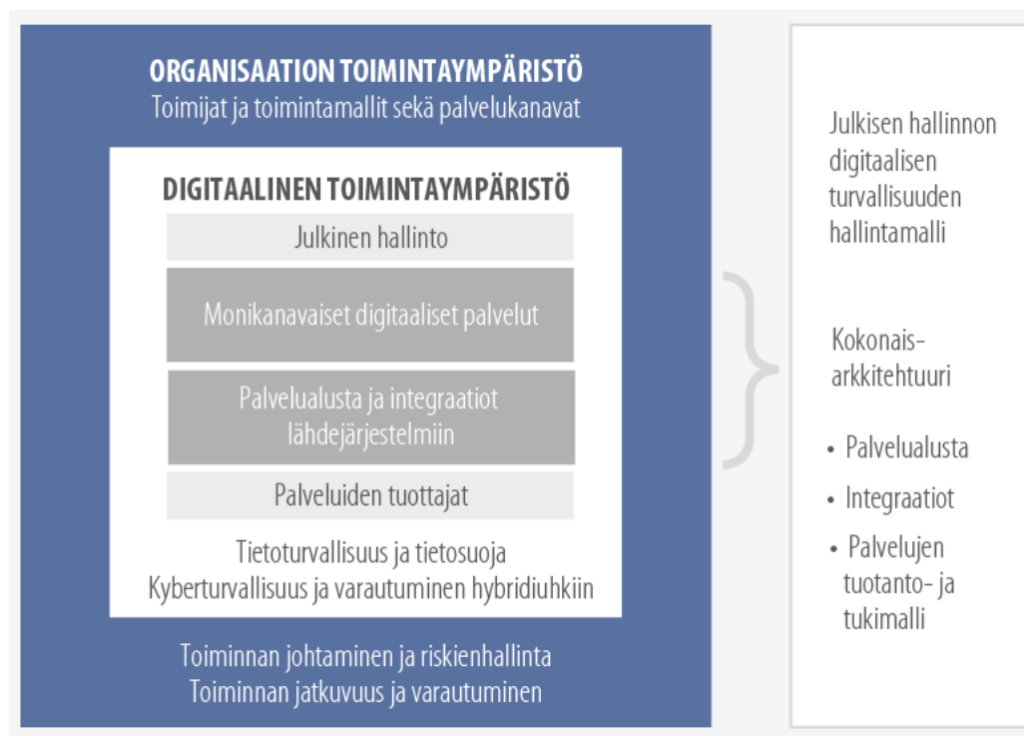 ORGANISAATION TOIMINTAYMPÄRISTÖ
Toimijat ja toimintamallit sekä palvelukanavat
DIGITAALINEN TOIMINTAYMPÄRISTÖ
Julkinen hallinto
Monikanavaiset digitaaliset palvelut
Palvelualusta ja integraatiot
lähdejärjestelmiin
Palveluiden tuottajat
Tietoturvallisuus ja tietosuoja
Kyberturvallisuus ja varautuminen hybridiuhkiin
Toiminnan johtaminen ja riskienhallinta
Toiminnan jatkuvuus ja varautuminen
Julkisen hallinnon
digitaalisen
turvallisuuden
hallintamalli
Kokonais-
arkkitehtuuri
• Palvelualusta
• Integraatiot
• Palvelujen
tuotanto- ja
tukimalli